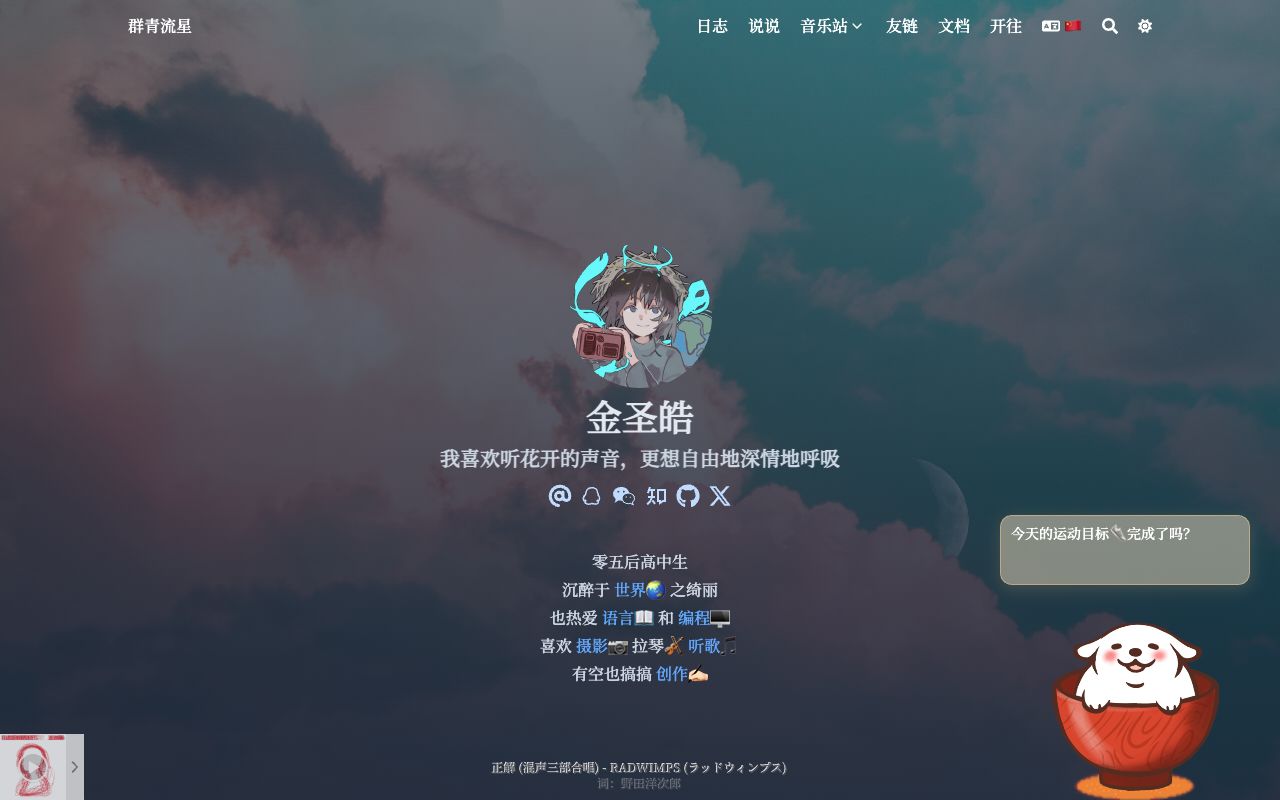 群青流星
日志 说说 音乐站 友链 文档 开往
金圣皓
我喜欢听花开的声音，更想自由地深情地呼吸
知
零五后高中生
沉醉于 世界🌏 之绮丽
也热爱 语言📖 和 编程🖥️
喜欢 摄影📷 拉琴🎻 听歌🎵
有空也搞搞 创作✍🏻
今天的运动目标👟完成了吗？
正解 (混声三部合唱) - RADWIMPS (ラッドウィンプス)
词：野田洋次郎